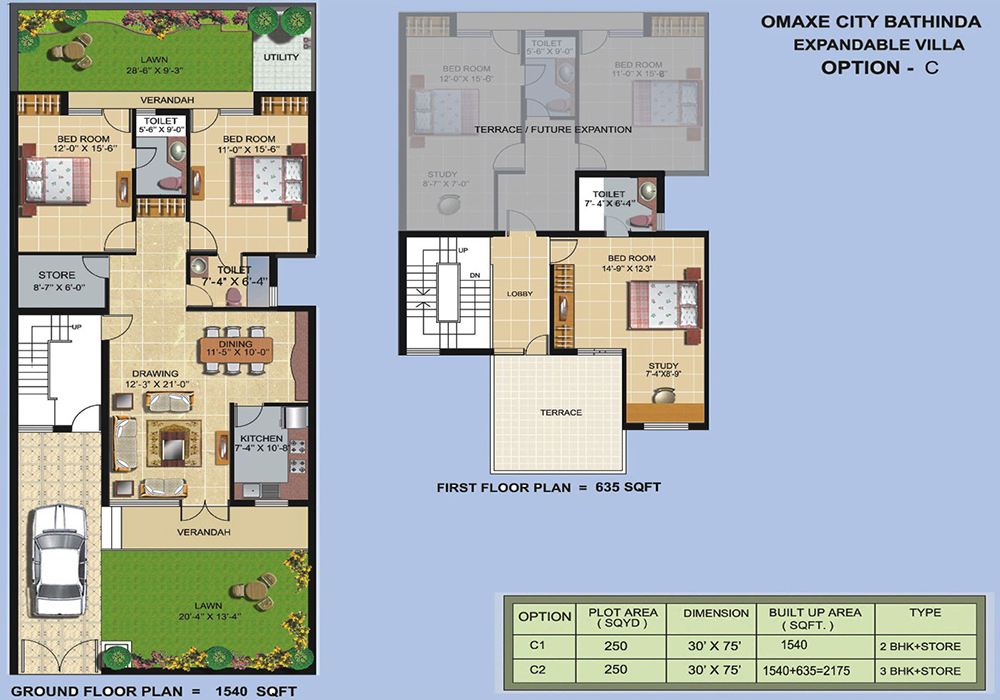 OMAXE CITY BATHINDA
EXPANDABLE VILLA
OPTION - C
LAWN
28'-6" X 9'-3"
UTILITY
VERANDAH
BED ROOM
12'-0" X 15'-6"
TOILET
5'-6" X 9'-0"
BED ROOM
11'-0" X 15'-6"
STORE
8'-7" X 6'-0"
TOILET
7'-4" X 6'-4"
UP
DINING
11'-5" X 10'-0"
DRAWING
12'-3" X 21'-0"
KITCHEN
7'-4" X 10'-8
VERANDAH
LAWN
20'-4" X 13'-4"
GROUND FLOOR PLAN = 1540 SQFT
TOILET
5'-6" X 9'-0"
BED ROOM
12'-0" X 15'-6"
BED ROOM
11'-0" X 15'-6"
TERRACE / FUTURE EXPANTION
STUDY
8'-7" X 7'-0"
TOILET
7'- 4"X 6'-4"
UP
DN
LOBBY
BED ROOM
14'-9" X 12-3"
STUDY
7'-4"X8'-9"
TERRACE
FIRST FLOOR PLAN = 635 SQFT
OPTION PLOT AREA ( SQYD ) DIMENSION BUILT UP AREA ( SQFT. ) TYPE
C1 250 30' X 75' 1540 2 BHK+STORE
C2 250 30' X 75' 1540+635=2175 3 BHK+STORE